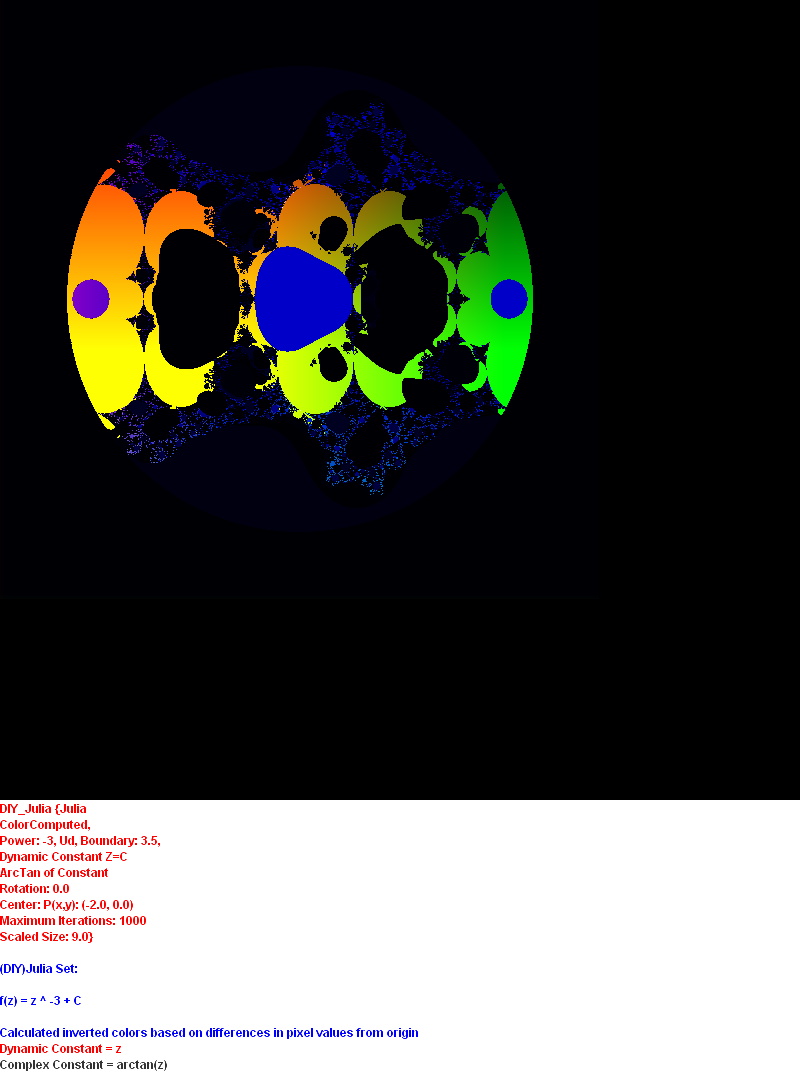 DIY_Julia {Julia
ColorComputed,
Power: -3, Ud, Boundary: 3.5,
Dynamic Constant Z=C
ArcTan of Constant
Rotation: 0.0
Center: P(x,y): (-2.0, 0.0)
Maximum Iterations: 1000
Scaled Size: 9.0}
(DIY)Julia Set:
f(z) = z ^ -3 + C
Calculated inverted colors based on differences in pixel values from origin
Dynamic Constant = z
Complex Constant = arctan(z)